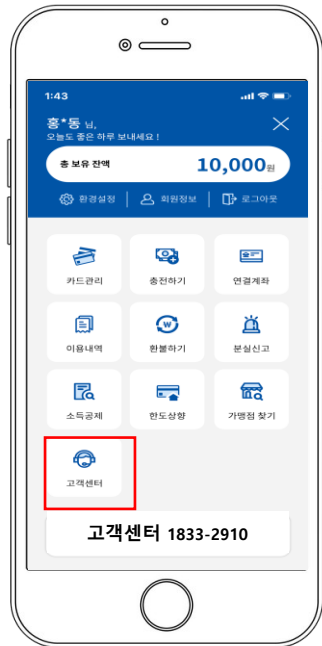 1:43
홍*동 님,
오늘도 좋은 하루 보내세요 !
총 보유 잔액 10,000원
환경설정 회원정보 로그아웃
카드관리 충전하기 연결계좌
이용내역 환불하기 분실신고
소득공제 한도상향 가맹점 찾기
고객센터
고객센터 1833-2910